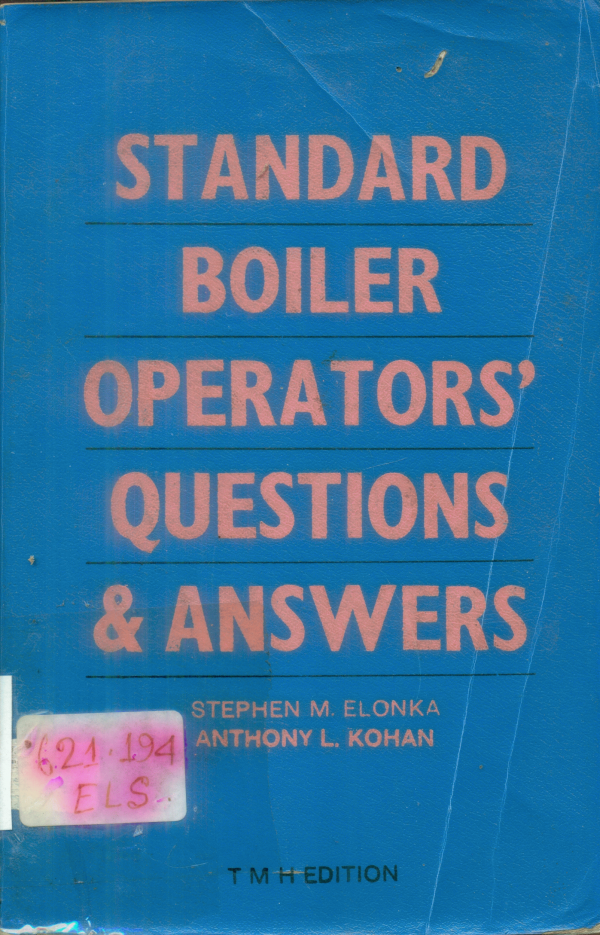 STANDARD
BOILER
OPERATORS'
QUESTIONS
& ANSWERS
STEPHEN M. ELONKA
ANTHONY L. KOHAN
621.194
ELS
T M H EDITION